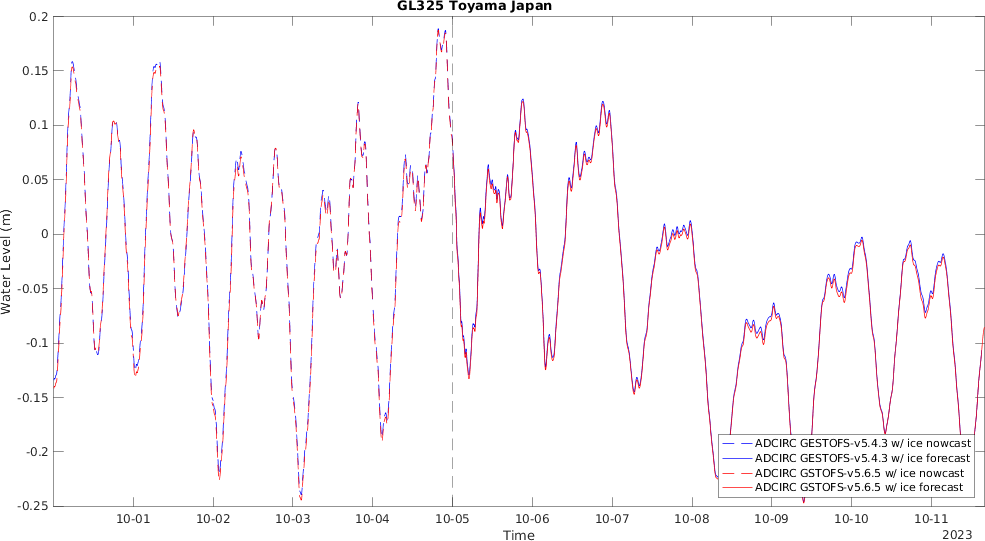 GL325 Toyama Japan
0.2
0.15
0.1
0.05
0
-0.05
-0.1
-0.15
-0.2
-0.25
Water Level (m)
ADCIRC GESTOFS-v5.4.3 w/ ice nowcast
ADCIRC GESTOFS-v5.4.3 w/ ice forecast
ADCIRC GSTOFS-v5.6.5 w/ ice nowcast
ADCIRC GSTOFS-v5.6.5 w/ ice forecast
10-01 10-02 10-03 10-04 10-05 10-06 10-07 10-08 10-09 10-10 10-11
Time
2023